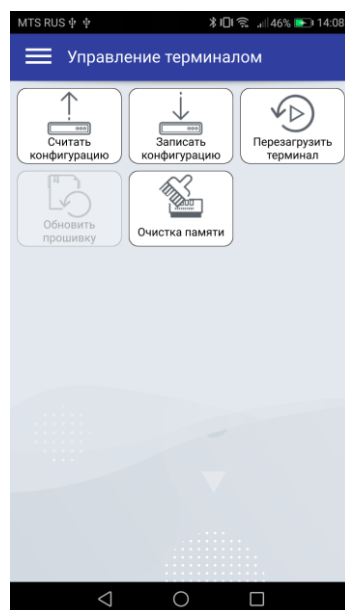 MTS RUS 46% 14:08
Управление терминалом
Считать
конфигурацию
Записать
конфигурацию
Перезагрузить
терминал
Обновить
прошивку
Очистка памяти